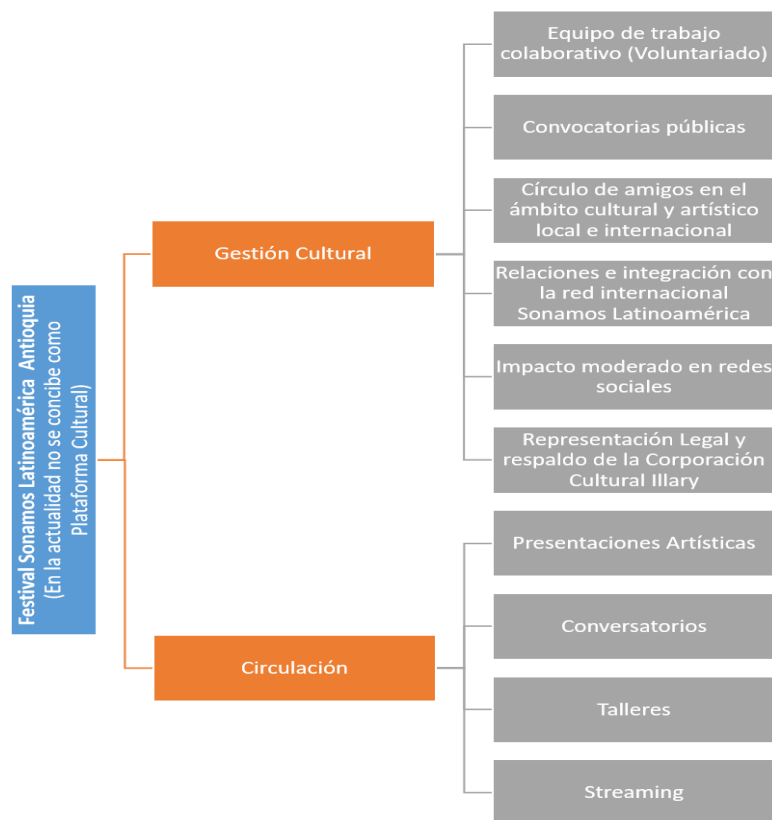 Festival Sonamos Latinoamérica Antioquia
(En la actualidad no se concibe como
Plataforma Cultural)
Gestión Cultural
Equipo de trabajo
colaborativo (Voluntariado)
Convocatorias públicas
Círculo de amigos en el
ámbito cultural y artístico
local e internacional
Relaciones e integración con
la red internacional
Sonamos Latinoamérica
Impacto moderado en redes
sociales
Representación Legal y
respaldo de la Corporación
Cultural Illary
Circulación
Presentaciones Artísticas
Conversatorios
Talleres
Streaming